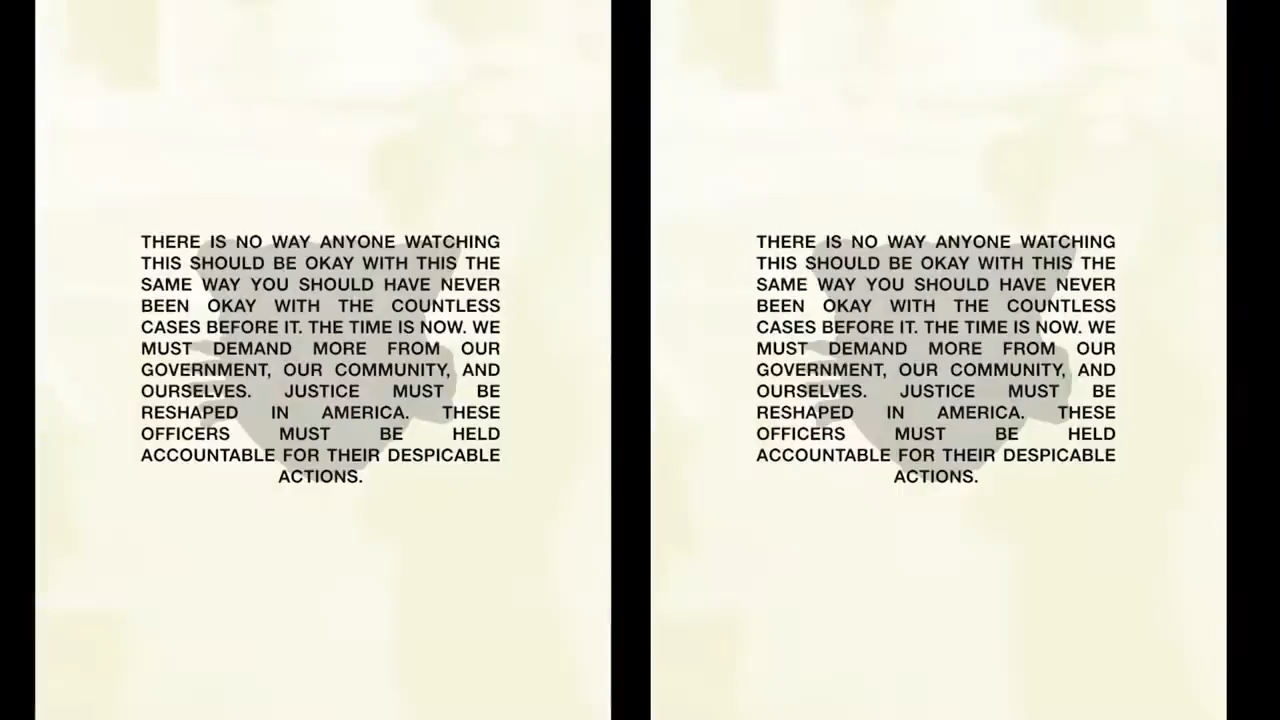 THERE IS NO WAY ANYONE WATCHING
THIS SHOULD BE OKAY WITH THIS THE
SAME WAY YOU SHOULD HAVE NEVER
BEEN OKAY WITH THE COUNTLESS
CASES BEFORE IT. THE TIME IS NOW. WE
MUST DEMAND MORE FROM OUR
GOVERNMENT, OUR COMMUNITY, AND
OURSELVES. JUSTICE MUST BE
RESHAPED IN AMERICA. THESE
OFFICERS MUST BE HELD
ACCOUNTABLE FOR THEIR DESPICABLE
ACTIONS.
THERE IS NO WAY ANYONE WATCHING
THIS SHOULD BE OKAY WITH THIS THE
SAME WAY YOU SHOULD HAVE NEVER
BEEN OKAY WITH THE COUNTLESS
CASES BEFORE IT. THE TIME IS NOW. WE
MUST DEMAND MORE FROM OUR
GOVERNMENT, OUR COMMUNITY, AND
OURSELVES. JUSTICE MUST BE
RESHAPED IN AMERICA. THESE
OFFICERS MUST BE HELD
ACCOUNTABLE FOR THEIR DESPICABLE
ACTIONS.